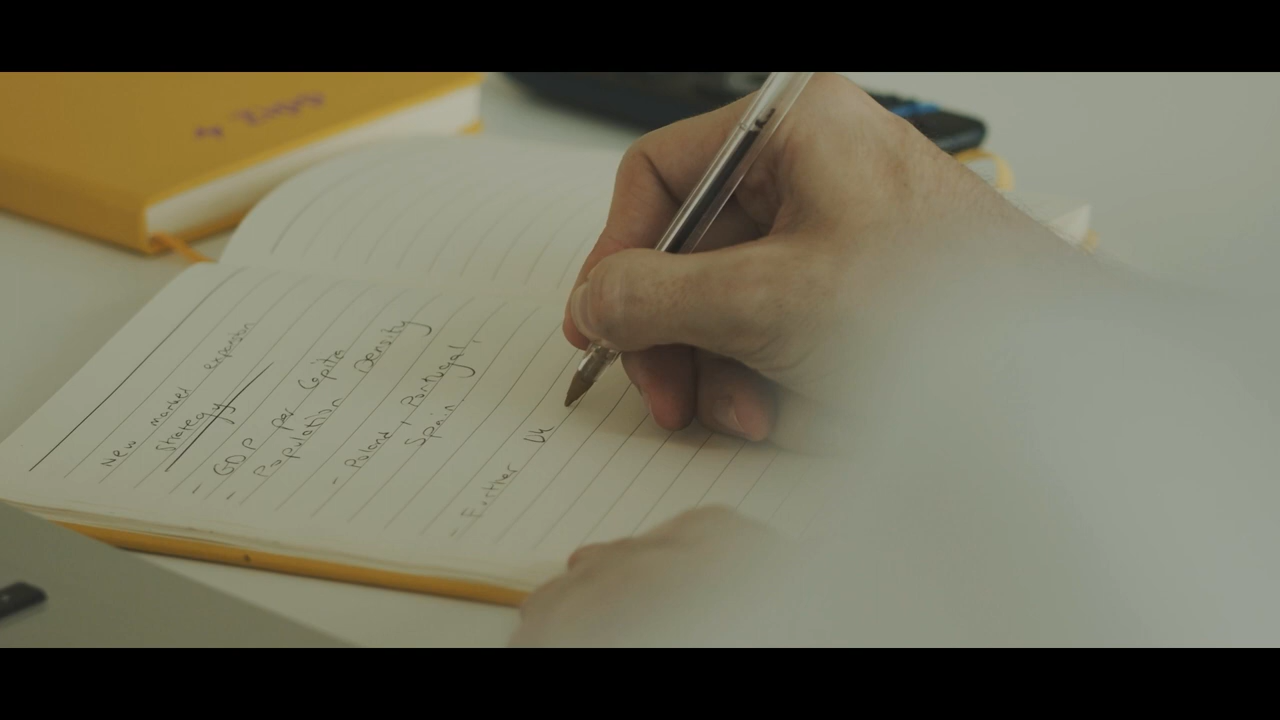 New market expansion
Strategy
- GDP per Capita
- Population Density
- Poland, Portugal,
Spain
- Further UK